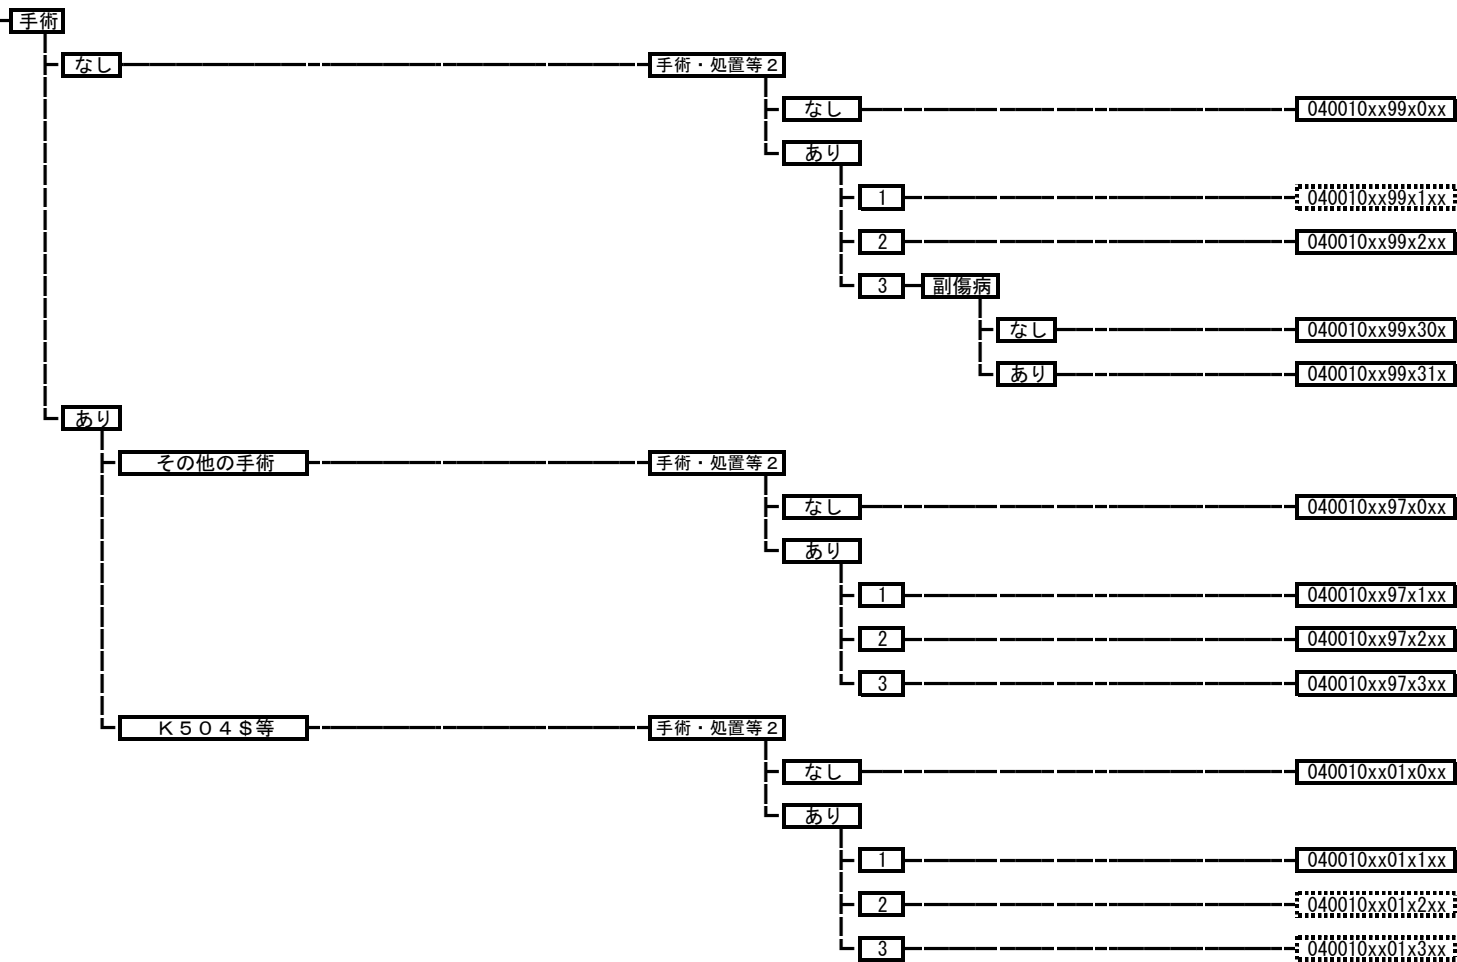 手術
なし 手術・処置等2
なし 040010xx99x0xx
あり
1 040010xx99x1xx
2 040010xx99x2xx
3 副傷病
なし 040010xx99x30x
あり 040010xx99x31x
あり
その他の手術 手術・処置等2
なし 040010xx97x0xx
あり
1 040010xx97x1xx
2 040010xx97x2xx
3 040010xx97x3xx
K504$等 手術・処置等2
なし 040010xx01x0xx
あり
1 040010xx01x1xx
2 040010xx01x2xx
3 040010xx01x3xx